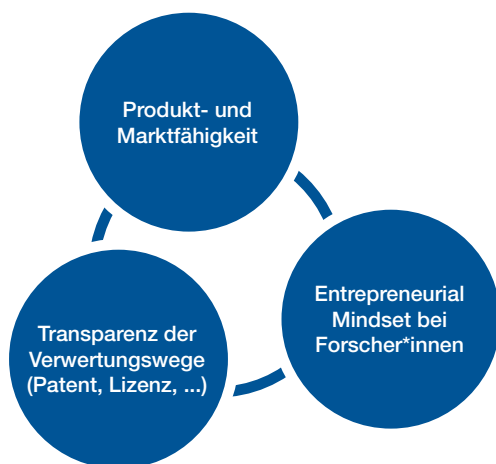 Produkt- und
Marktfähigkeit
Entrepreneurial
Mindset bei
Forscher*innen
Transparenz der
Verwertungswege
(Patent, Lizenz, ...)